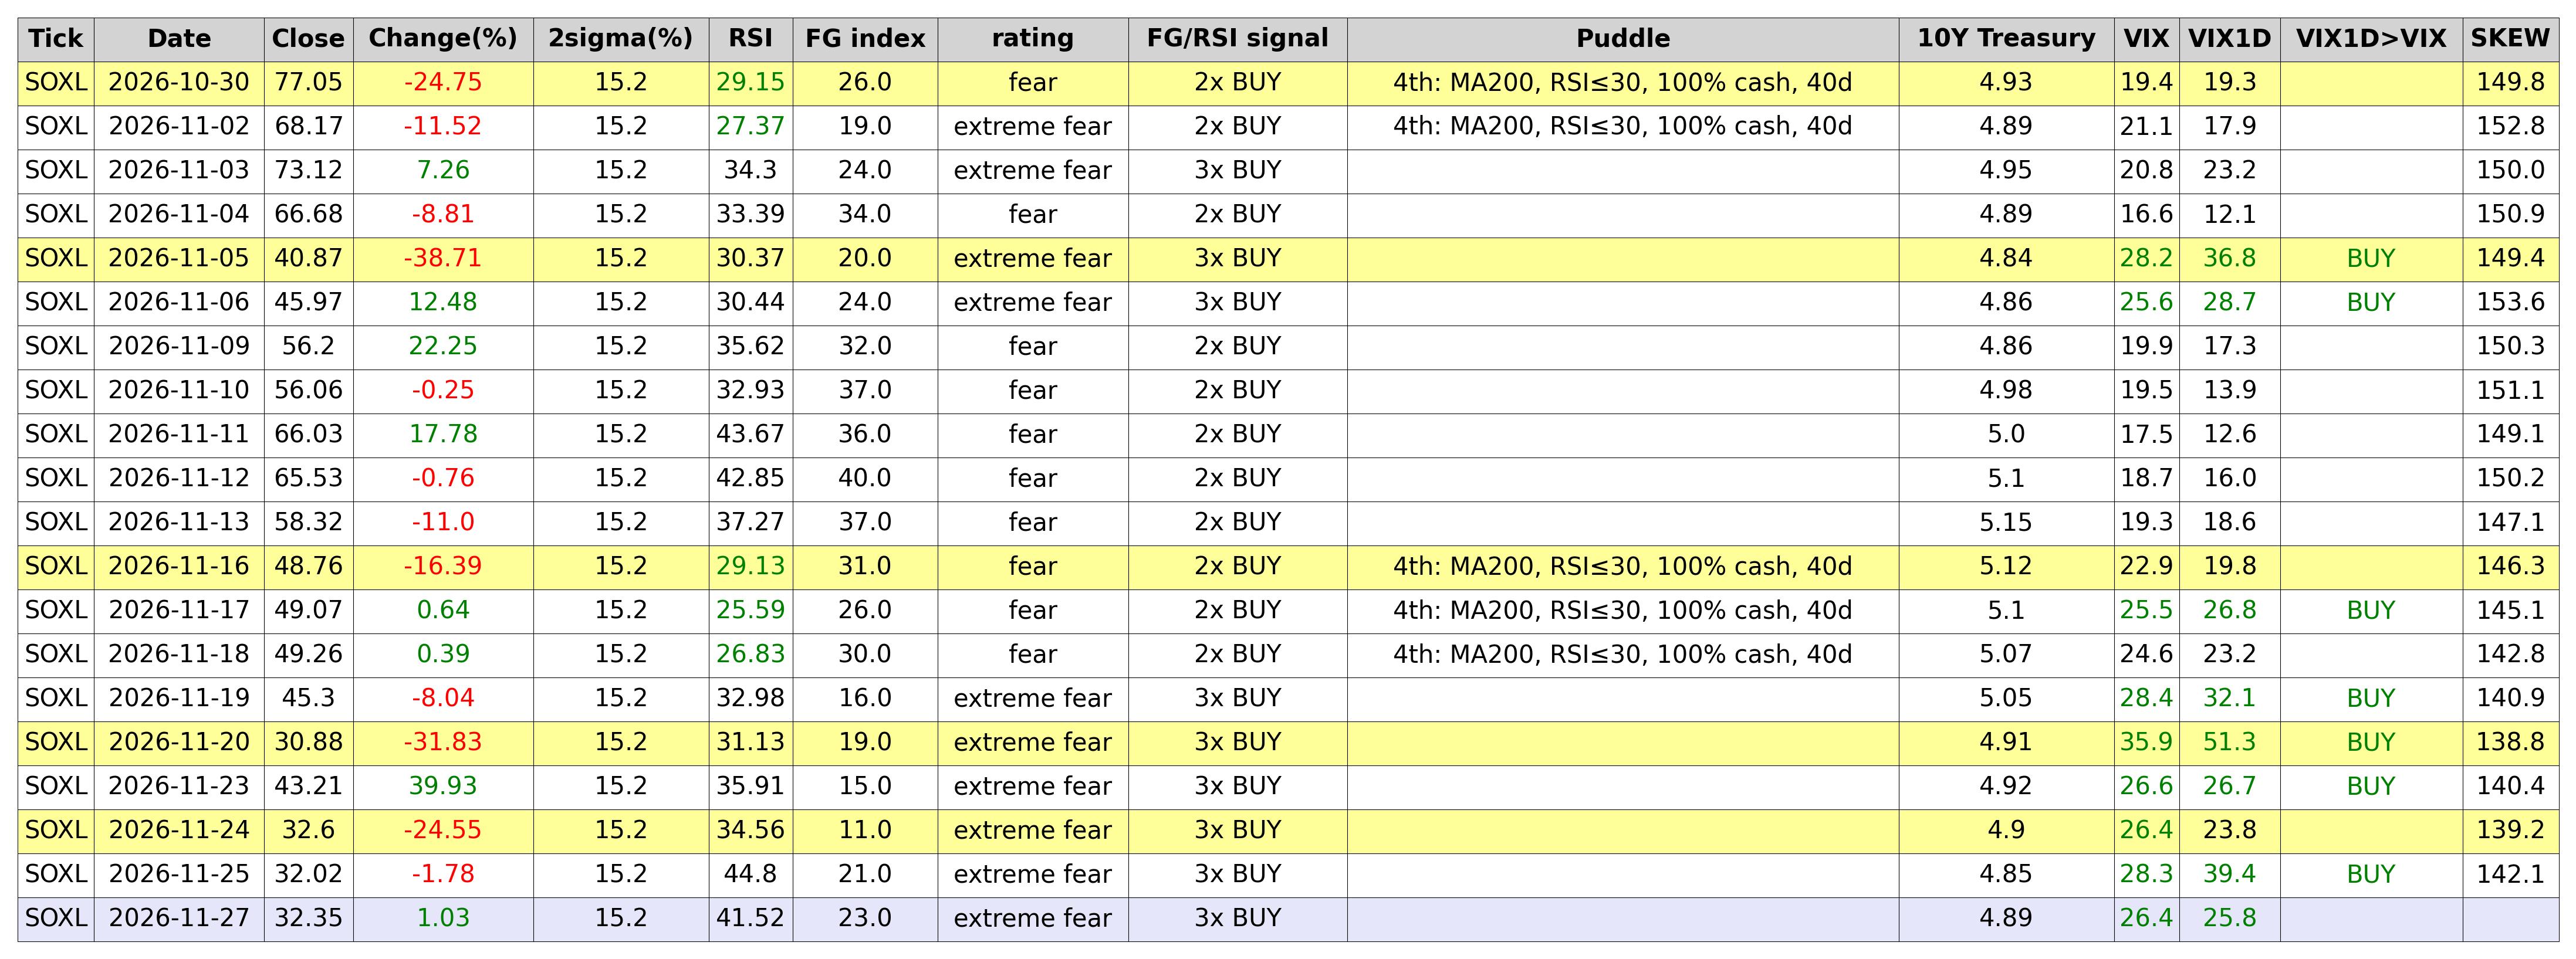 Tick Date Close Change(%) 2sigma(%) RSI FG index rating FG/RSI signal Puddle 10Y Treasury VIX VIX1D VIX1D>VIX SKEW
SOXL 2026-10-30 77.05 -24.75 15.2 29.15 26.0 fear 2x BUY 4th: MA200, RSI≤30, 100% cash, 40d 4.93 19.4 19.3 149.8
SOXL 2026-11-02 68.17 -11.52 15.2 27.37 19.0 extreme fear 2x BUY 4th: MA200, RSI≤30, 100% cash, 40d 4.89 21.1 17.9 152.8
SOXL 2026-11-03 73.12 7.26 15.2 34.3 24.0 extreme fear 3x BUY 4.95 20.8 23.2 150.0
SOXL 2026-11-04 66.68 -8.81 15.2 33.39 34.0 fear 2x BUY 4.89 16.6 12.1 150.9
SOXL 2026-11-05 40.87 -38.71 15.2 30.37 20.0 extreme fear 3x BUY 4.84 28.2 36.8 BUY 149.4
SOXL 2026-11-06 45.97 12.48 15.2 30.44 24.0 extreme fear 3x BUY 4.86 25.6 28.7 BUY 153.6
SOXL 2026-11-09 56.2 22.25 15.2 35.62 32.0 fear 2x BUY 4.86 19.9 17.3 150.3
SOXL 2026-11-10 56.06 -0.25 15.2 32.93 37.0 fear 2x BUY 4.98 19.5 13.9 151.1
SOXL 2026-11-11 66.03 17.78 15.2 43.67 36.0 fear 2x BUY 5.0 17.5 12.6 149.1
SOXL 2026-11-12 65.53 -0.76 15.2 42.85 40.0 fear 2x BUY 5.1 18.7 16.0 150.2
SOXL 2026-11-13 58.32 -11.0 15.2 37.27 37.0 fear 2x BUY 5.15 19.3 18.6 147.1
SOXL 2026-11-16 48.76 -16.39 15.2 29.13 31.0 fear 2x BUY 4th: MA200, RSI≤30, 100% cash, 40d 5.12 22.9 19.8 146.3
SOXL 2026-11-17 49.07 0.64 15.2 25.59 26.0 fear 2x BUY 4th: MA200, RSI≤30, 100% cash, 40d 5.1 25.5 26.8 BUY 145.1
SOXL 2026-11-18 49.26 0.39 15.2 26.83 30.0 fear 2x BUY 4th: MA200, RSI≤30, 100% cash, 40d 5.07 24.6 23.2 142.8
SOXL 2026-11-19 45.3 -8.04 15.2 32.98 16.0 extreme fear 3x BUY 5.05 28.4 32.1 BUY 140.9
SOXL 2026-11-20 30.88 -31.83 15.2 31.13 19.0 extreme fear 3x BUY 4.91 35.9 51.3 BUY 138.8
SOXL 2026-11-23 43.21 39.93 15.2 35.91 15.0 extreme fear 3x BUY 4.92 26.6 26.7 BUY 140.4
SOXL 2026-11-24 32.6 -24.55 15.2 34.56 11.0 extreme fear 3x BUY 4.9 26.4 23.8 139.2
SOXL 2026-11-25 32.02 -1.78 15.2 44.8 21.0 extreme fear 3x BUY 4.85 28.3 39.4 BUY 142.1
SOXL 2026-11-27 32.35 1.03 15.2 41.52 23.0 extreme fear 3x BUY 4.89 26.4 25.8